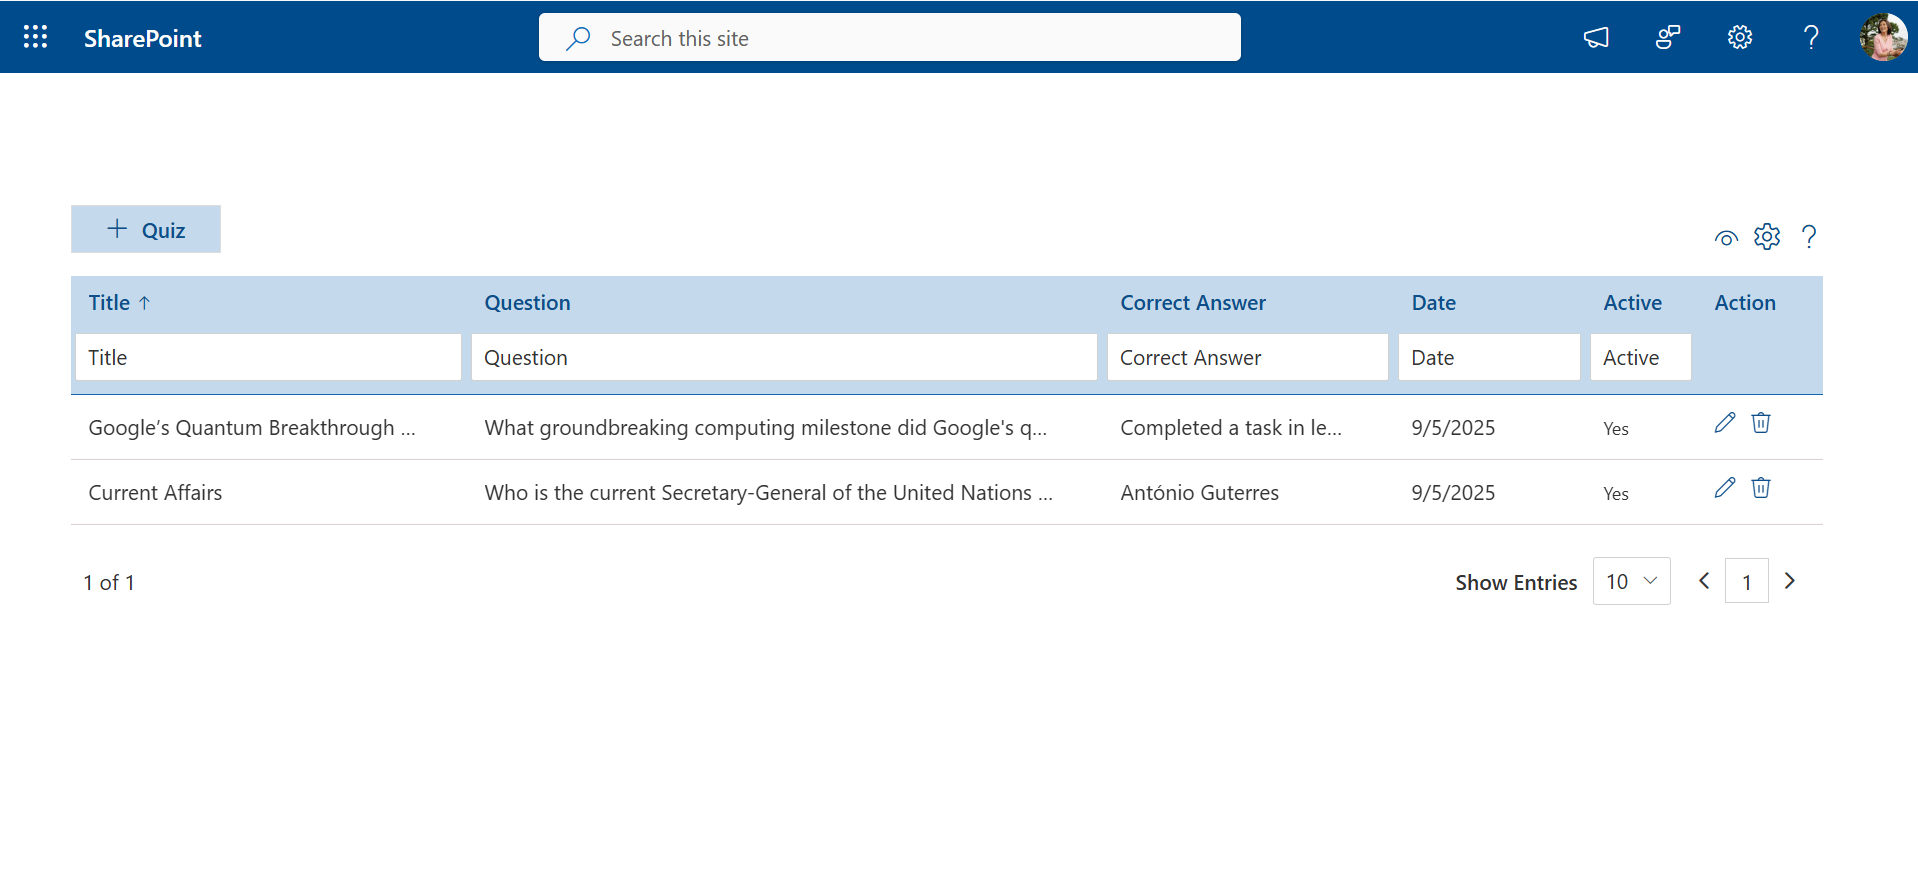 SharePoint
Search this site
Quiz
Title ↑ Question Correct Answer Date Active Action
Title Question Correct Answer Date Active
Google’s Quantum Breakthrough ... What groundbreaking computing milestone did Google's q... Completed a task in le... 9/5/2025 Yes
Current Affairs Who is the current Secretary-General of the United Nations ... António Guterres 9/5/2025 Yes
1 of 1 Show Entries 10 1